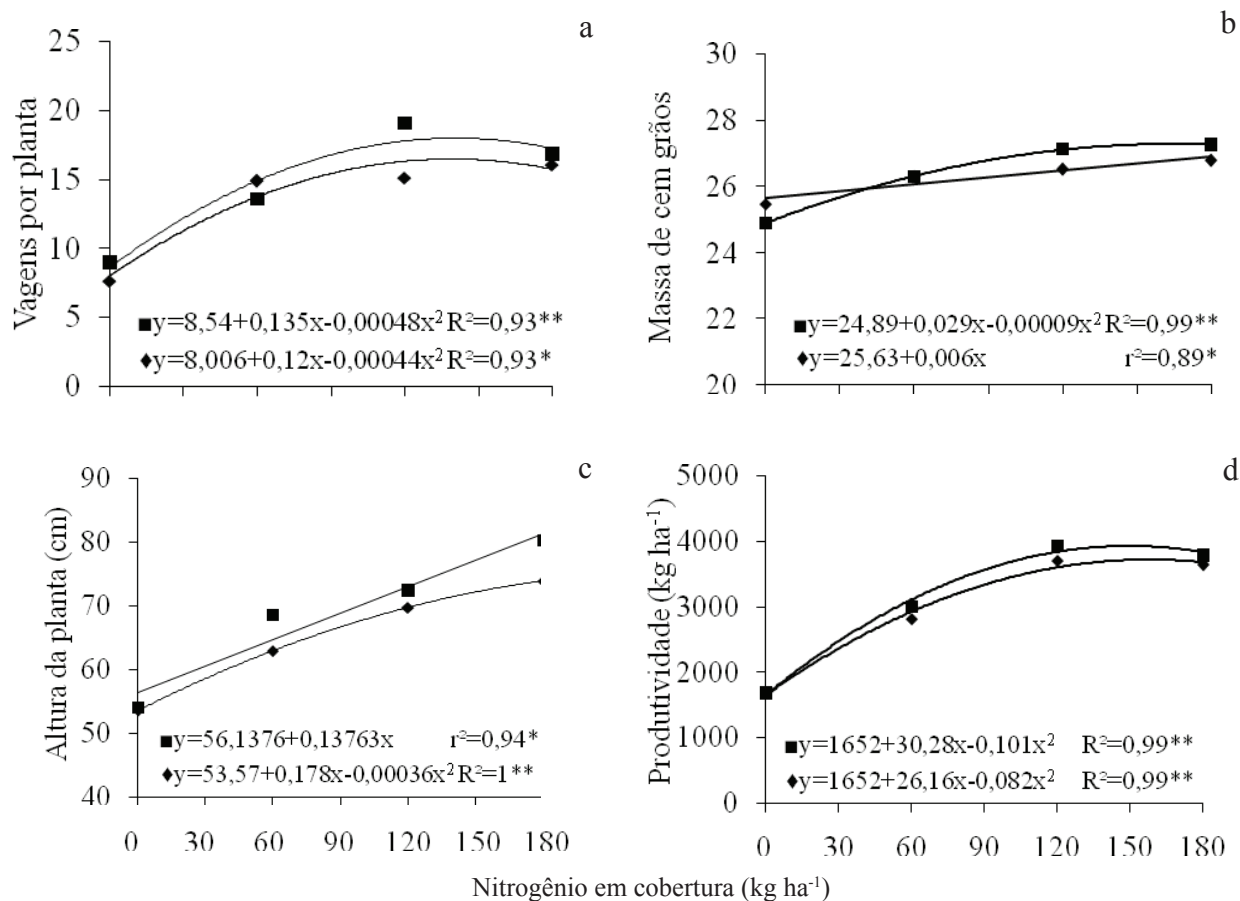 a
Vagens por planta
25
20
15
10
5
0
■y=8,54+0,135x-0,00048x² R²=0,93**
◆y=8,006+0,12x-0,00044x² R²=0,93*
b
Massa de cem grãos
30
28
26
24
22
20
■y=24,89+0,029x-0,00009x² R²=0,99**
◆y=25,63+0,006x r²=0,89*
c
Altura da planta (cm)
90
80
70
60
50
40
■y=56,1376+0,13763x r²=0,94*
◆y=53,57+0,178x-0,00036x² R²=1**
0 30 60 90 120 150 180
d
Produtividade (kg ha⁻¹)
5000
4000
3000
2000
1000
0
■y=1652+30,28x-0,101x² R²=0,99**
◆y=1652+26,16x-0,082x² R²=0,99**
0 30 60 90 120 150 180
Nitrogênio em cobertura (kg ha⁻¹)